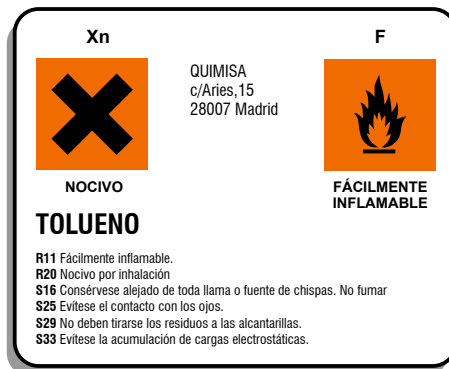 Xn
F
QUIMISA
c/Aries,15
28007 Madrid
NOCIVO
FÁCILMENTE
INFLAMABLE
TOLUENO
R11 Fácilmente inflamable.
R20 Nocivo por inhalación
S16 Consérvese alejado de toda llama o fuente de chispas. No fumar
S25 Evítese el contacto con los ojos.
S29 No deben tirarse los residuos a las alcantarillas.
S33 Evítese la acumulación de cargas electrostáticas.